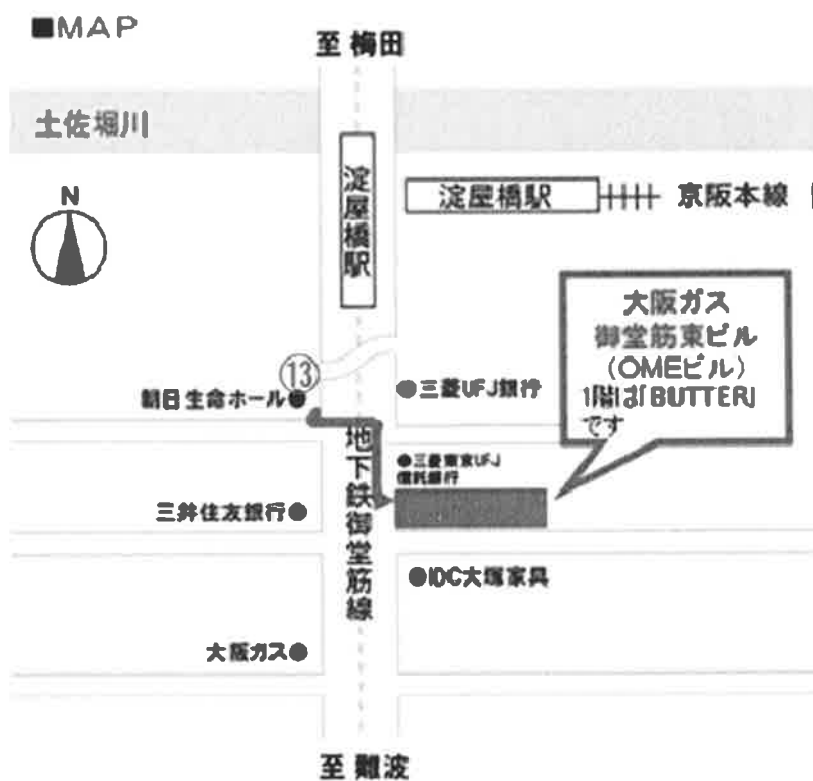 ■MAP
至 梅田
土佐堀川
N
淀屋橋駅
淀屋橋駅
京阪本線
大阪ガス
御堂筋東ビル
(OMEビル)
1階は「BUTTER」
です
⑬
朝日生命ホール●
●三菱UFJ銀行
●三菱東京UFJ
信託銀行
地下鉄御堂筋線
三井住友銀行●
●IDC大塚家具
大阪ガス●
至 難波